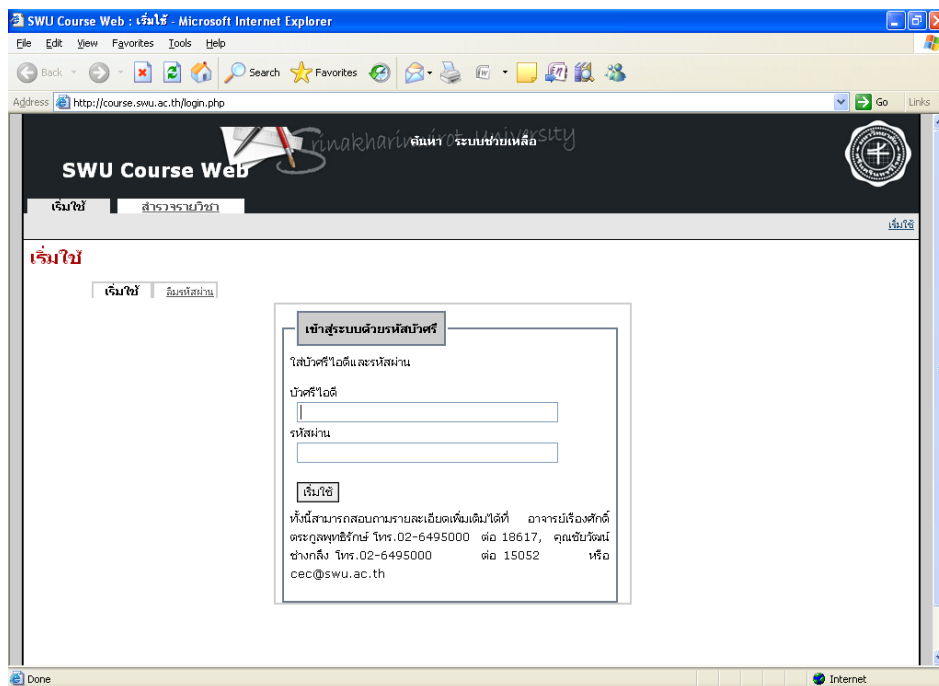 SWU Course Web : เริ่มใช้ - Microsoft Internet Explorer
File Edit View Favorites Tools Help
Back Search Favorites
Address http://course.swu.ac.th/login.php Go Links
Srinakharinwirot University
ค้นหา ระบบช่วยเหลือ
SWU Course Web
เริ่มใช้ สำรวจรายวิชา
เริ่มใช้
เริ่มใช้
เริ่มใช้ ลืมรหัสผ่าน
เข้าสู่ระบบด้วยรหัสบัวศรี
ใส่บัวศรีไอดีและรหัสผ่าน
บัวศรีไอดี
รหัสผ่าน
เริ่มใช้
ทั้งนี้สามารถสอบถามรายละเอียดเพิ่มเติมได้ที่ อาจารย์เรืองศักดิ์
ตระกูลพุทธิรักษ์ โทร.02-6495000 ต่อ 18617, คุณชัยวัฒน์
ช่างกลึง โทร.02-6495000 ต่อ 15052 หรือ
cec@swu.ac.th
Done Internet